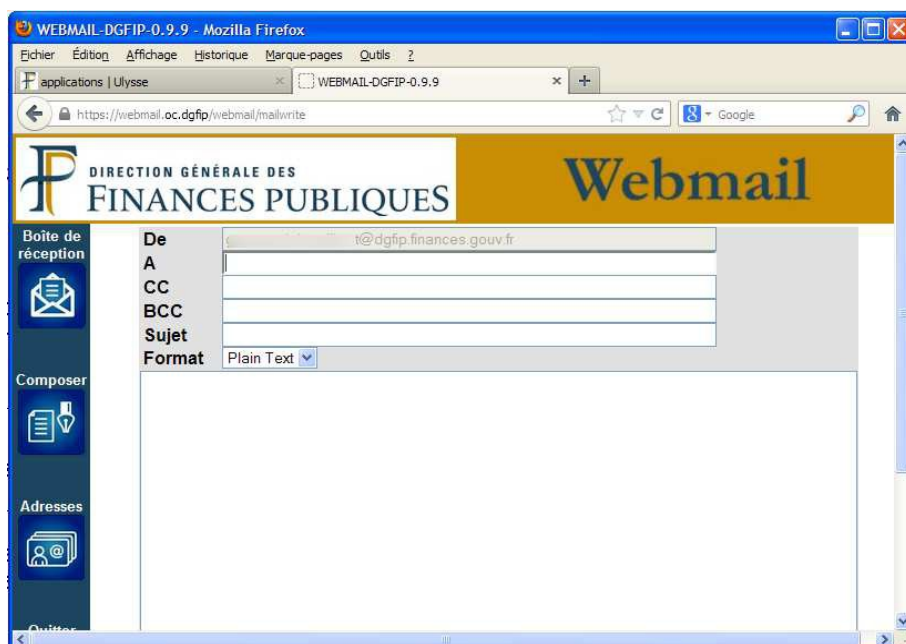 WEBMAIL-DGFIP-0.9.9 - Mozilla Firefox
Fichier Édition Affichage Historique Marque-pages Outils ?
applications | Ulysse WEBMAIL-DGFIP-0.9.9
https://webmail.oc.dgfip/webmail/mailwrite Google
DIRECTION GÉNÉRALE DES
FINANCES PUBLIQUES
Webmail
Boîte de
réception
De t@dgfip.finances.gouv.fr
A
CC
BCC
Sujet
Format Plain Text
Composer
Adresses
Quitter